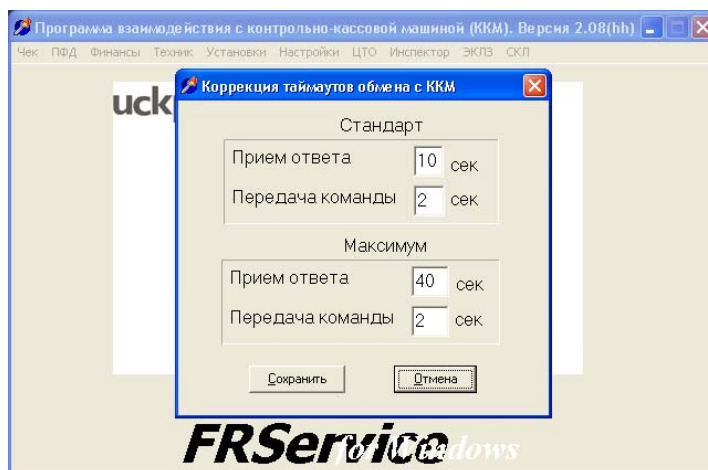 Программа взаимодействия с контрольно-кассовой машиной (ККМ). Версия 2.08(hh)
Чек ПФД Финансы Техник Установки Настройки ЦТО Инспектор ЭКЛЗ СКЛ
Коррекция таймаутов обмена с ККМ
Стандарт
Прием ответа 10 сек
Передача команды 2 сек
Максимум
Прием ответа 40 сек
Передача команды 2 сек
Сохранить Отмена
FRService
for Windows